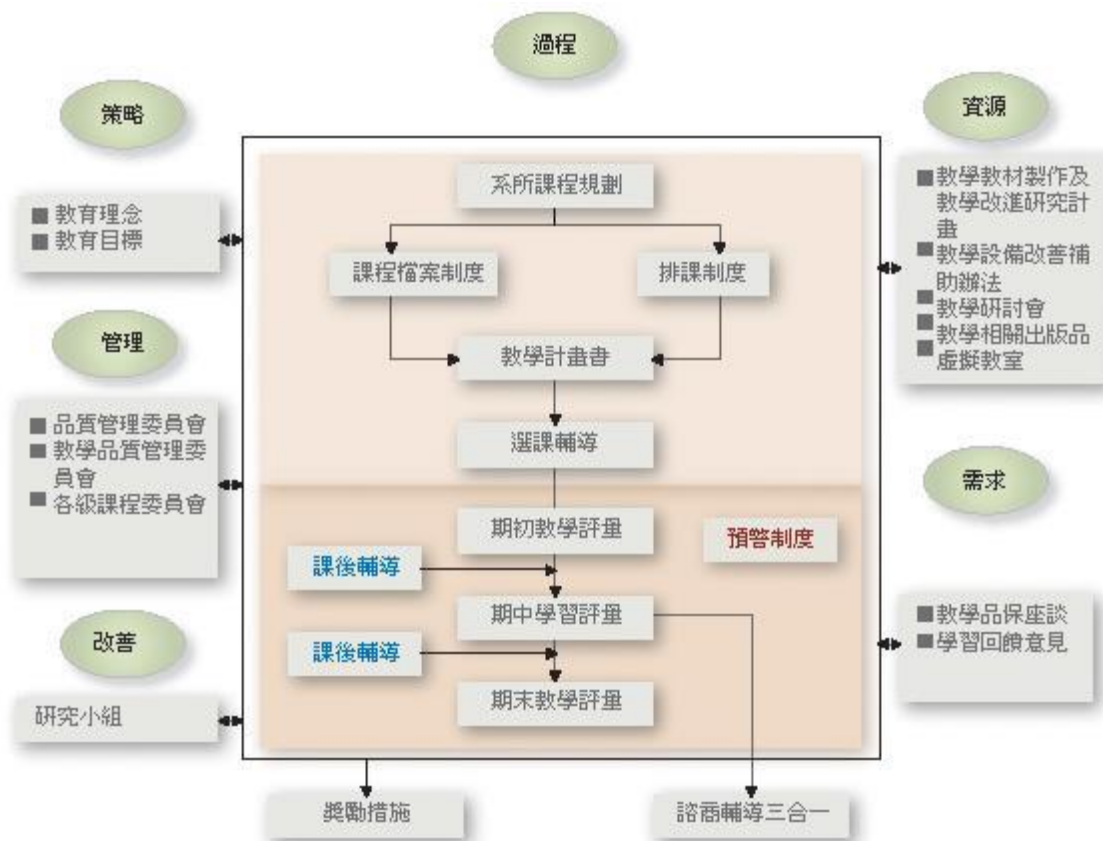 過程
策略
資源
系所課程規劃
■ 教育理念
■ 教育目標
課程檔案制度
排課制度
■ 教學教材製作及
教學改進研究計
畫
■ 教學設備改善補
助辦法
■ 教學研討會
■ 教學相關出版品
■ 虛擬教室
管理
教學計畫書
■ 品質管理委員會
■ 教學品質管理委
員會
■ 各級課程委員會
選課輔導
需求
期初教學評量
預警制度
課後輔導
期中學習評量
■ 教學品保座談
■ 學習回饋意見
改善
課後輔導
期末教學評量
研究小組
獎勵措施
諮商輔導三合一